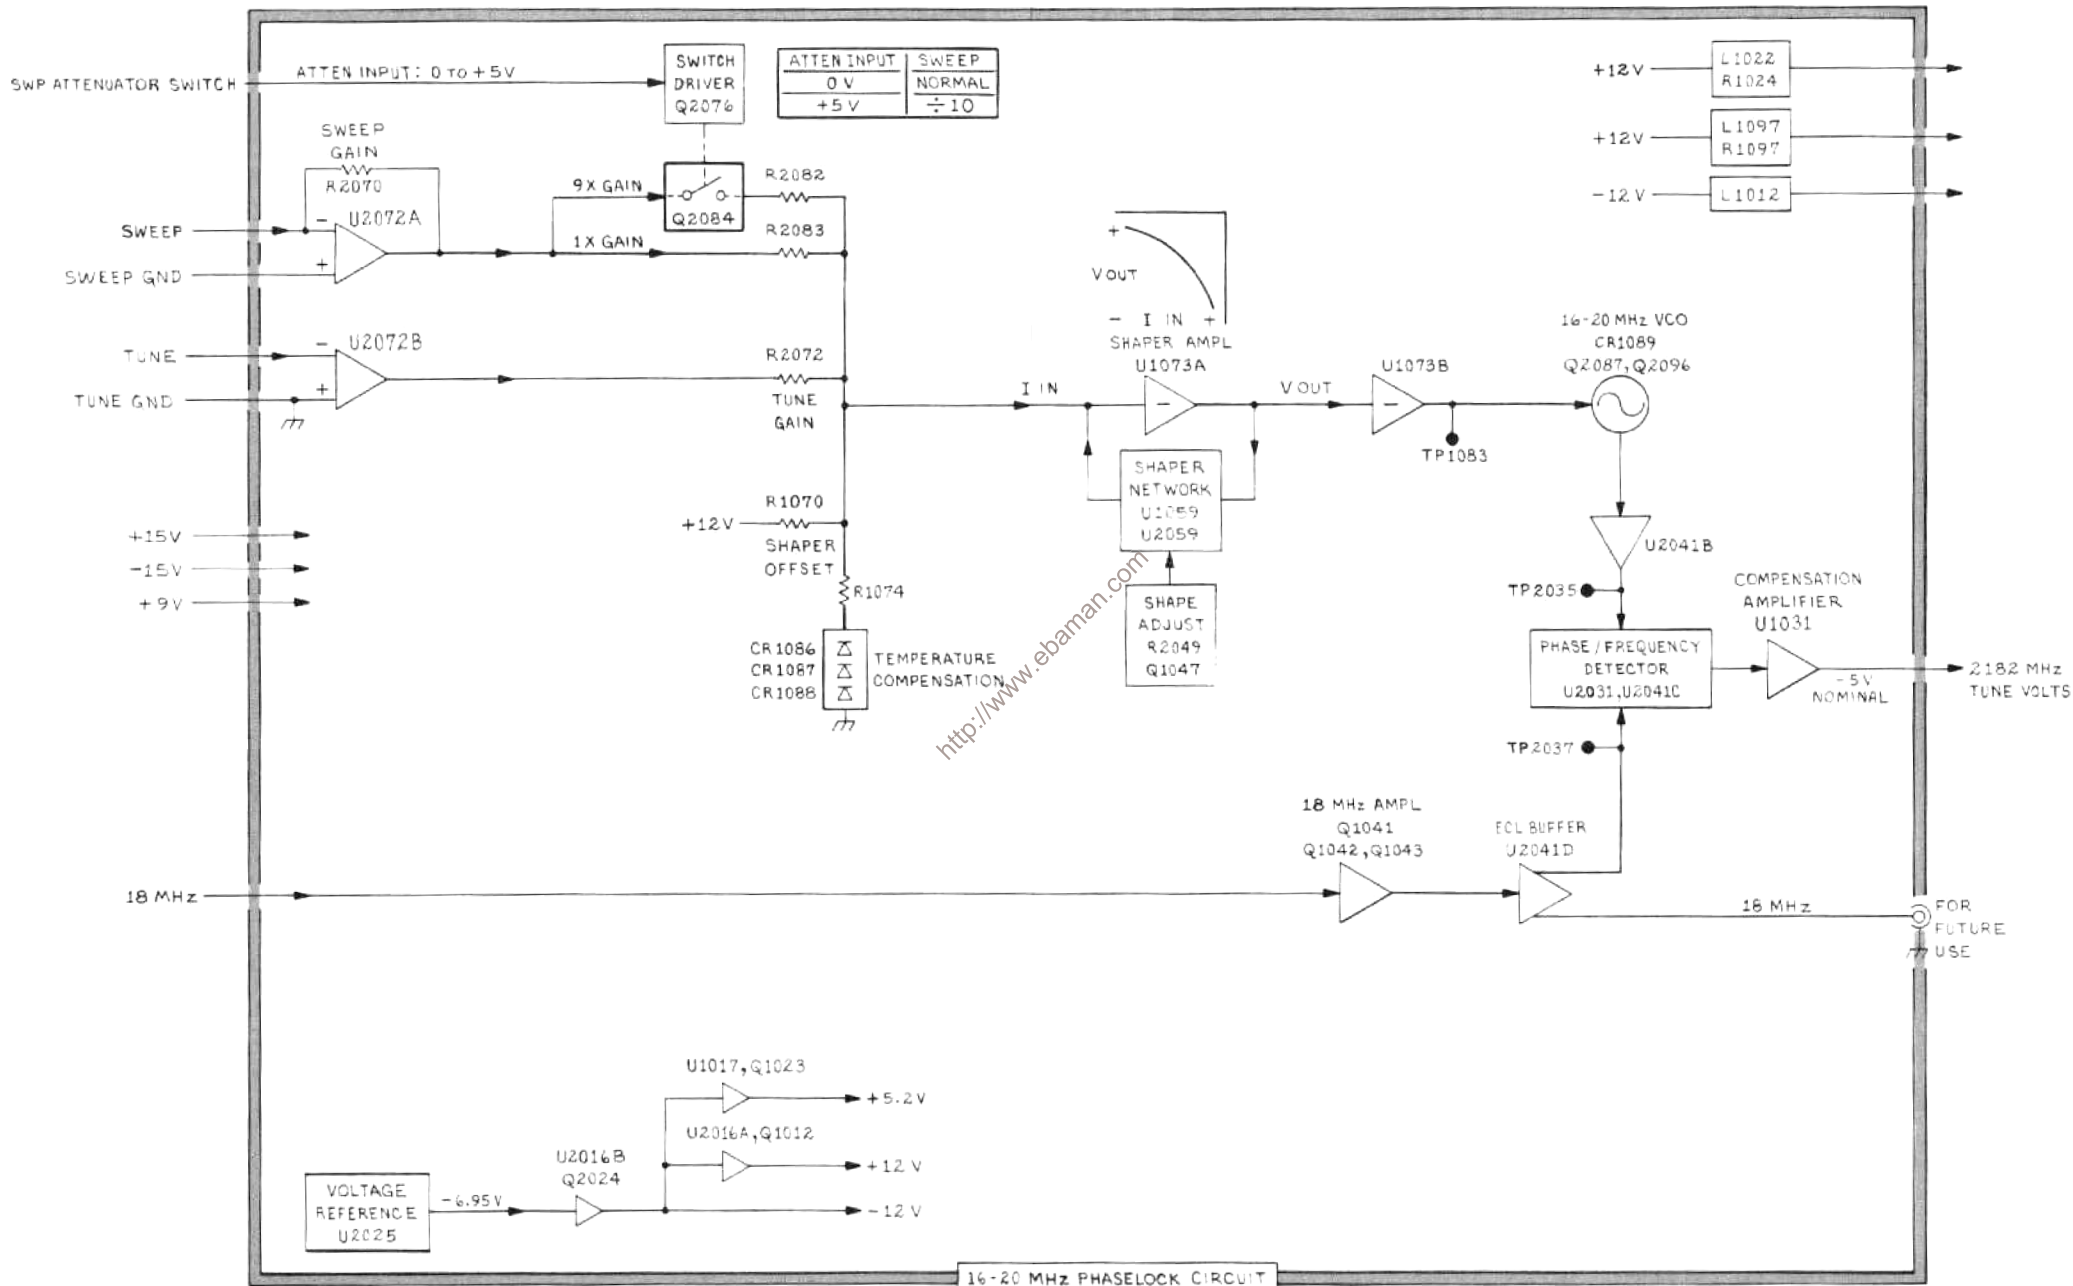 SWP ATTENUATOR SWITCH
ATTEN INPUT: 0 TO +5V
SWITCH
DRIVER
Q2076
ATTEN INPUT SWEEP
0 V NORMAL
+5 V ÷10
+12V
L1022
R1024
+12V
L1097
R1097
-12V
L1012
SWEEP
GAIN
R2070
9X GAIN
Q2084
R2082
SWEEP
-
U2072A
+
1X GAIN
R2083
SWEEP GND
TUNE
-
U2072B
+
TUNE GND
R2072
TUNE
GAIN
+
V OUT
- I IN +
SHAPER AMPL
U1073A
-
I IN
V OUT
U1073B
-
TP1083
16-20 MHz VCO
CR1089
Q2087, Q2096
SHAPER
NETWORK
U1059
U2059
SHAPE
ADJUST
R2049
Q1047
+15V
-15V
+9V
R1070
+12V
SHAPER
OFFSET
R1074
CR1086
CR1087
CR1088
TEMPERATURE
COMPENSATION
U2041B
TP2035
PHASE / FREQUENCY
DETECTOR
U2031, U2041C
COMPENSATION
AMPLIFIER
U1031
-5V
NOMINAL
2182 MHz
TUNE VOLTS
TP2037
http://www.ebaman.com
18 MHz
18 MHz AMPL
Q1041
Q1042, Q1043
ECL BUFFER
U2041D
18 MHz
FOR
FUTURE
USE
U1017, Q1023
+5.2V
U2016A, Q1012
+12 V
U2016B
Q2024
-12 V
VOLTAGE
REFERENCE
U2025
-6.95V
16-20 MHz PHASELOCK CIRCUIT